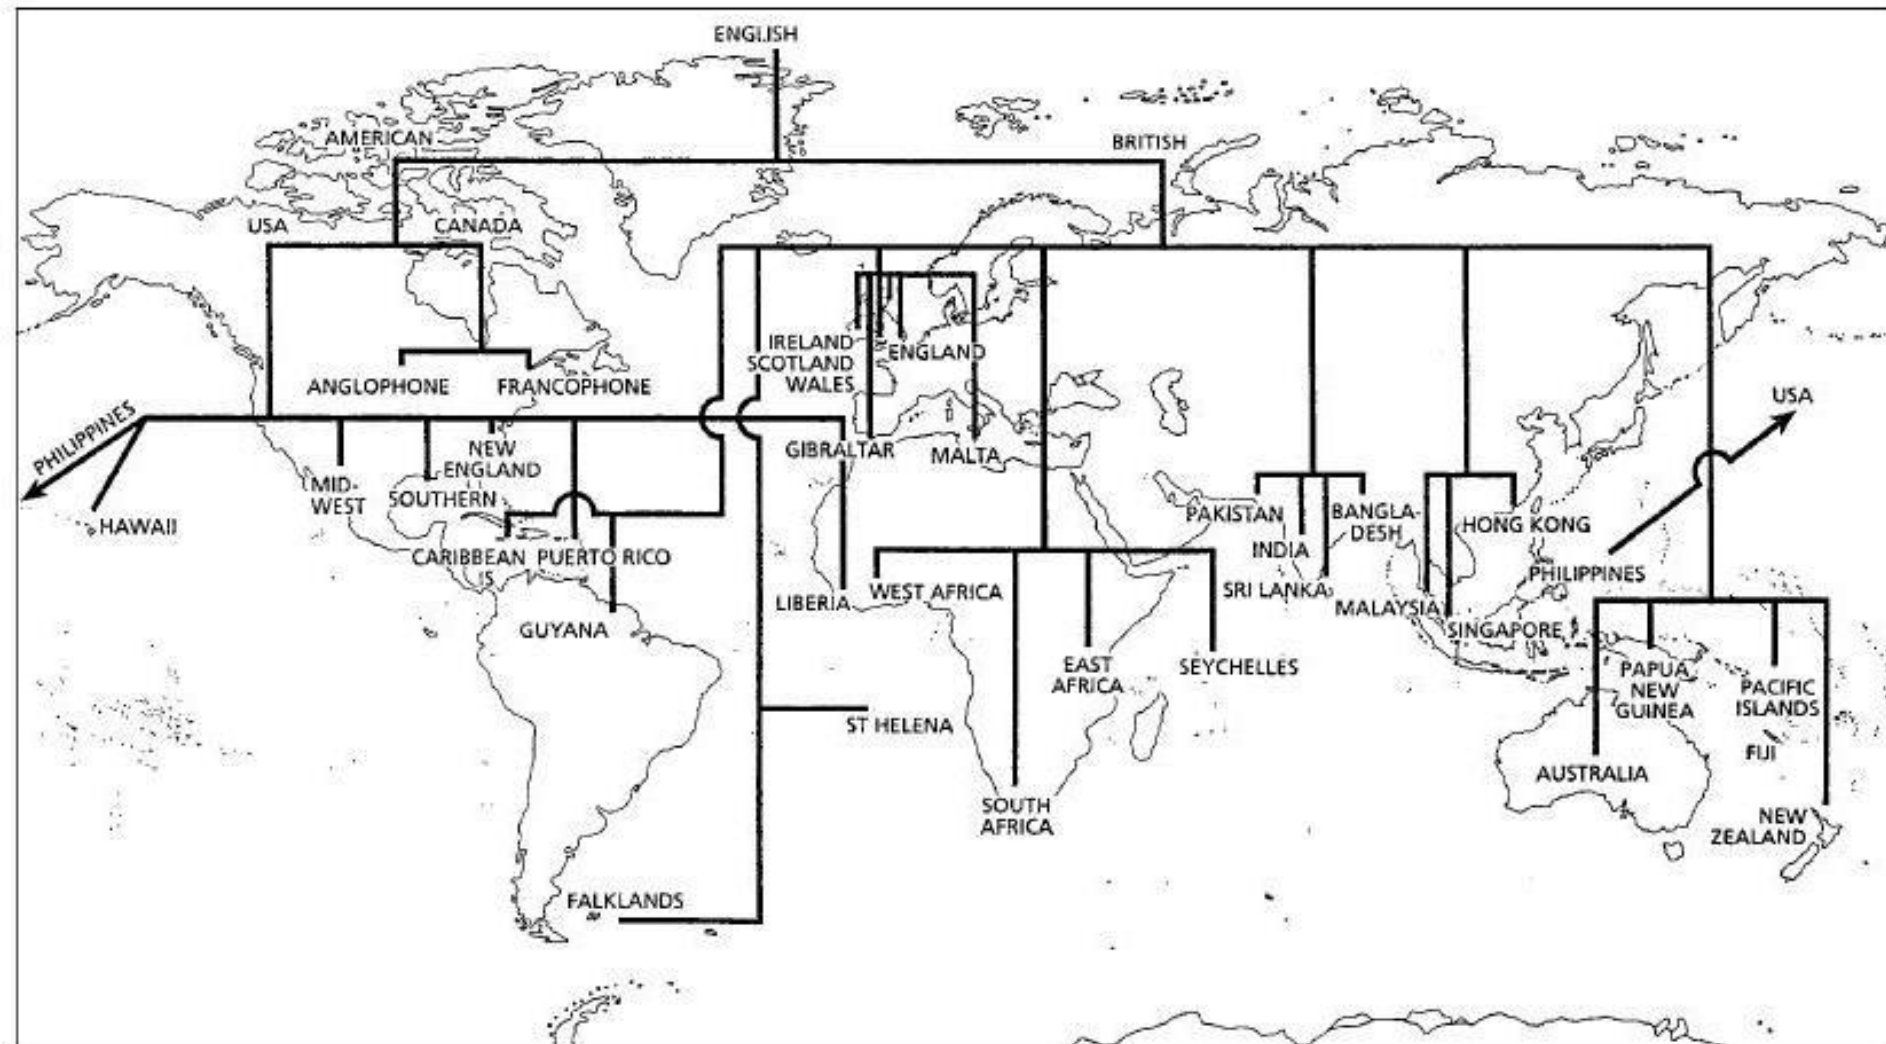 ENGLISH
AMERICAN
BRITISH
USA
CANADA
IRELAND
SCOTLAND
WALES
ENGLAND
ANGLOPHONE
FRANCOPHONE
USA
PHILIPPINES
GIBRALTAR
MALTA
NEW
ENGLAND
MID-
WEST
SOUTHERN
HAWAII
PAKISTAN
BANGLA-
DESH
HONG KONG
INDIA
CARIBBEAN
IS
PUERTO RICO
PHILIPPINES
SRI LANKA
LIBERIA
WEST AFRICA
MALAYSIA
SINGAPORE
GUYANA
EAST
AFRICA
SEYCHELLES
PAPUA
NEW
GUINEA
PACIFIC
ISLANDS
ST HELENA
FIJI
AUSTRALIA
SOUTH
AFRICA
NEW
ZEALAND
FALKLANDS